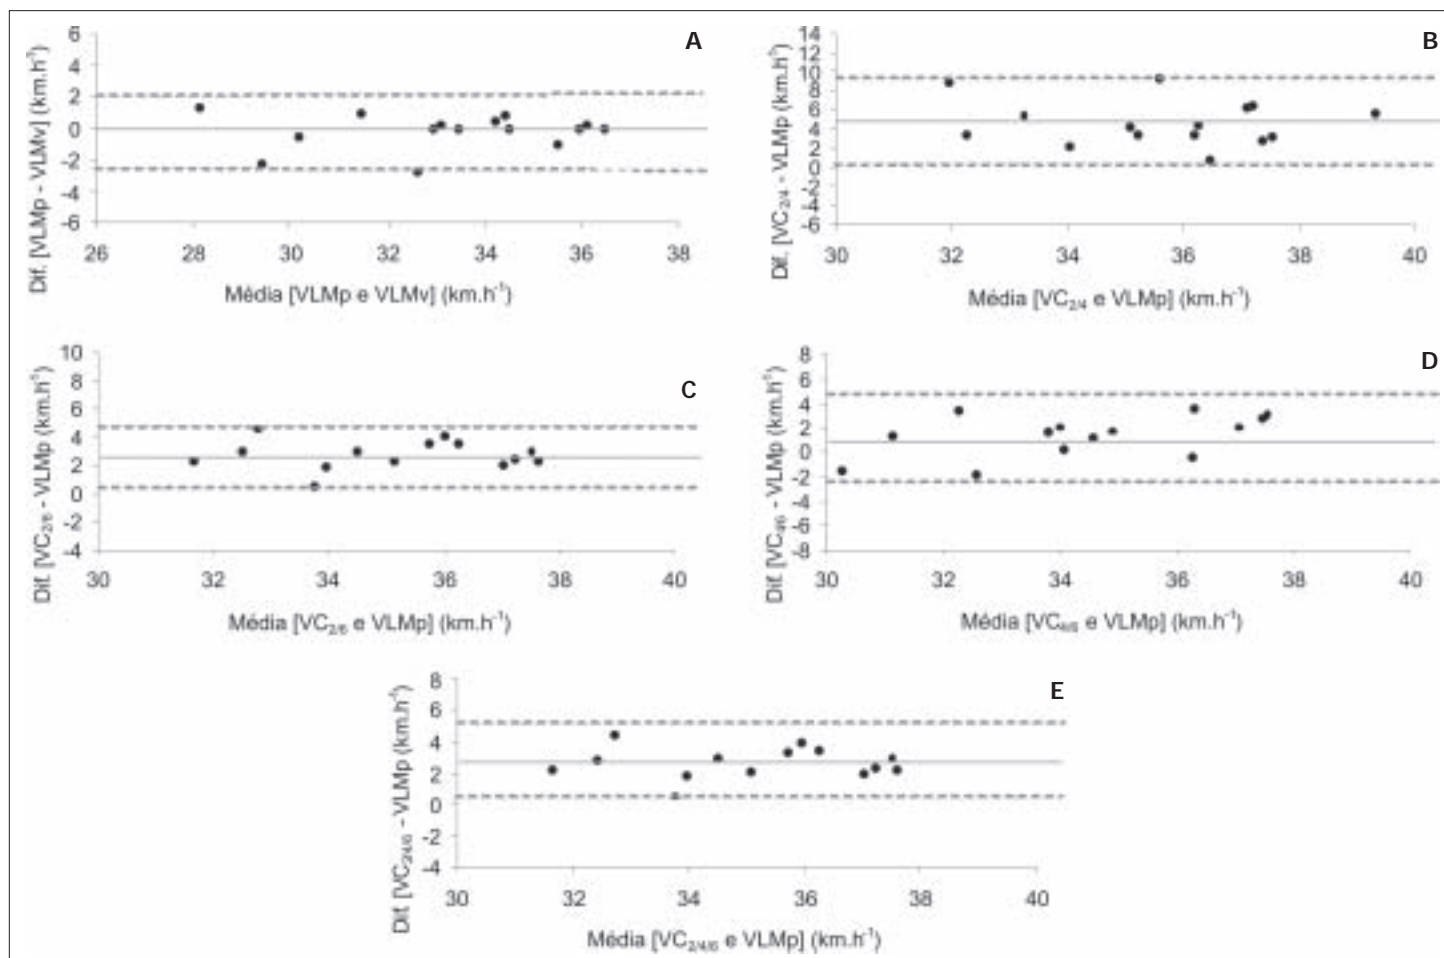 A
Dif. [VLMp - VLMv] (km.h⁻¹)
6
4
2
0
-2
-4
-6
26 28 30 32 34 36 38
Média [VLMp e VLMv] (km.h⁻¹)
B
Dif. [VC2/4 - VLMp (km.h⁻¹)
14
12
10
8
6
4
2
0
-2
-4
-6
30 32 34 36 38 40
Média [VC2/4 e VLMp] (km.h⁻¹)
C
Dif. [VC2/6 - VLMp (km.h⁻¹)
10
8
6
4
2
0
-2
-4
30 32 34 36 38 40
Média [VC2/6 e VLMp] (km.h⁻¹)
D
Dif. [VC4/6 - VLMp (km.h⁻¹)
8
6
4
2
0
-2
-4
-6
-8
30 32 34 36 38 40
Média [VC4/6 e VLMp] (km.h⁻¹)
E
Dif. [VC2/4/6 - VLMp (km.h⁻¹)
8
6
4
2
0
-2
-4
30 32 34 36 38 40
Média [VC2/4/6 e VLMp] (km.h⁻¹)